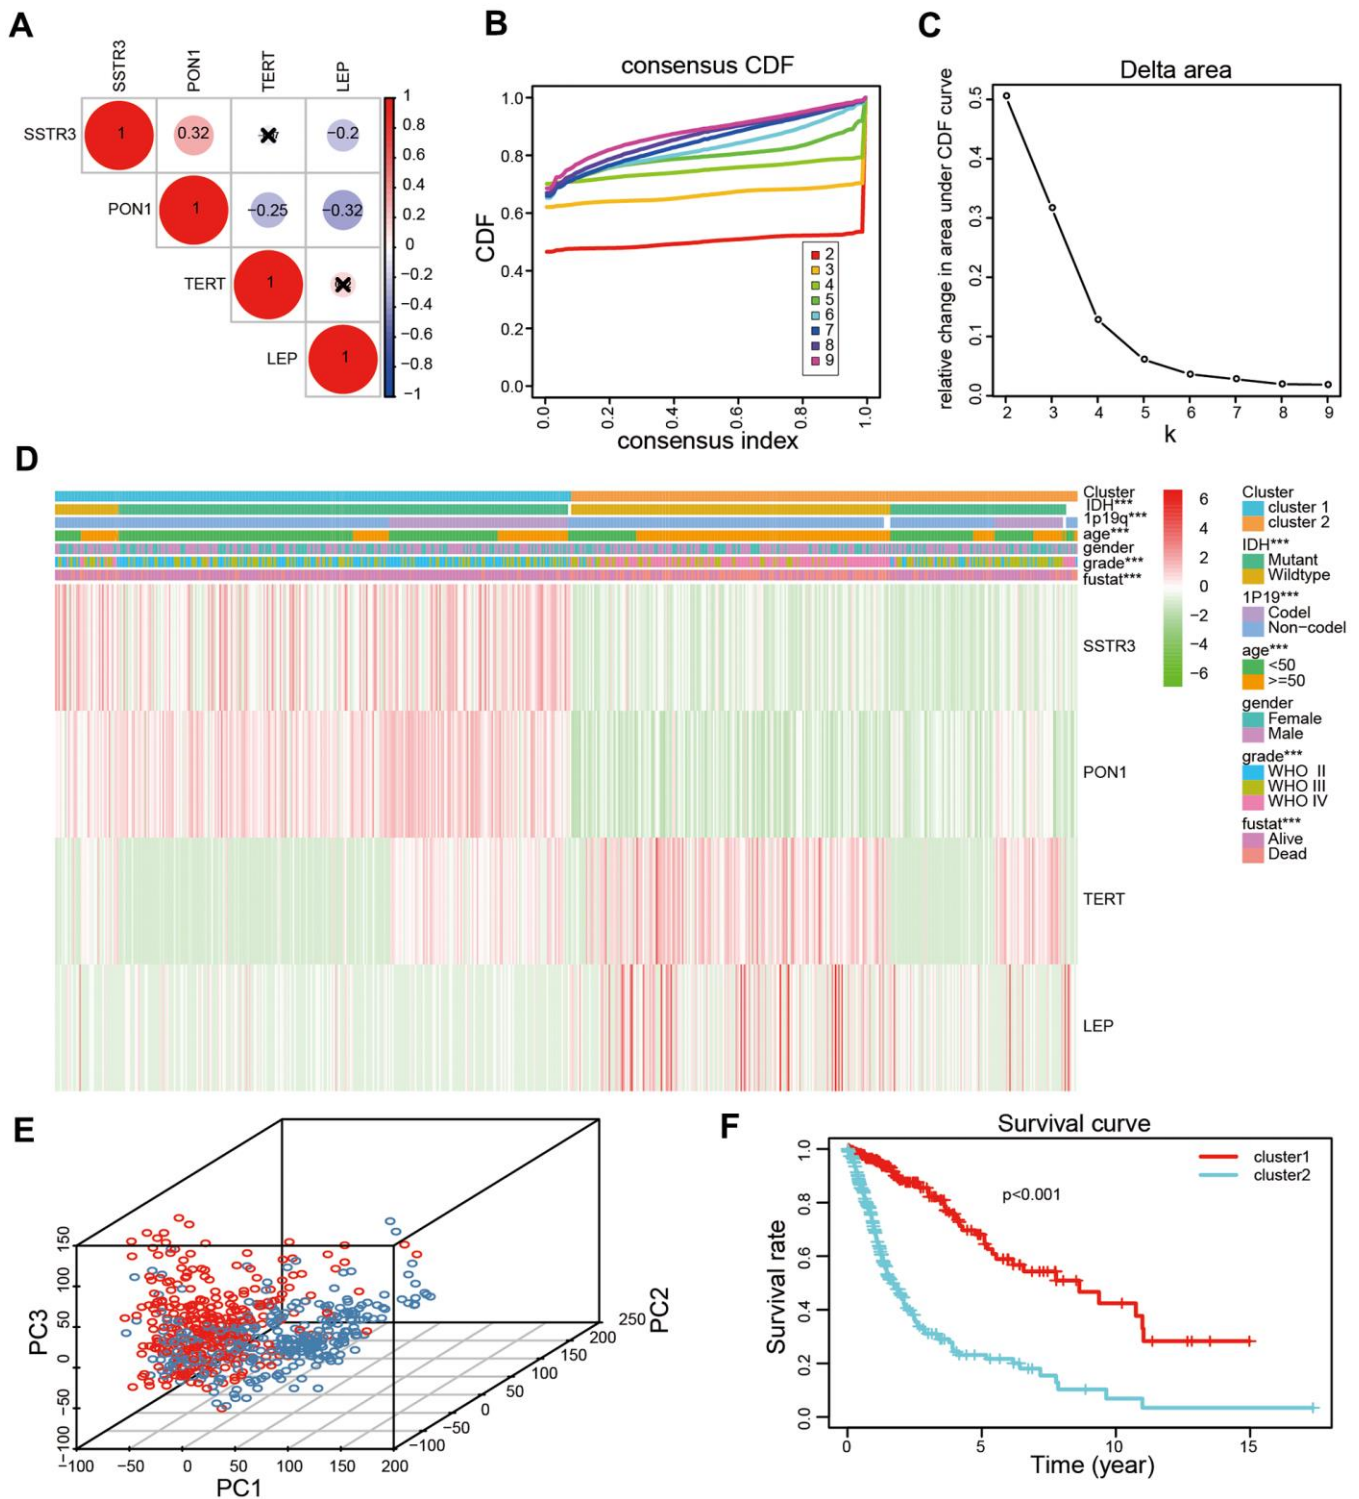 A
SSTR3
PON1
TERT
LEP
SSTR3
1
0.32
−0.2
PON1
1
−0.25
−0.32
TERT
1
LEP
1
1
0.8
0.6
0.4
0.2
0
−0.2
−0.4
−0.6
−0.8
−1
B
consensus CDF
CDF
1.0
0.8
0.6
0.4
0.2
0.0
2
3
4
5
6
7
8
9
0.0
0.2
0.4
0.6
0.8
1.0
consensus index
C
Delta area
relative change in area under CDF curve
0.5
0.4
0.3
0.2
0.1
0.0
2
3
4
5
6
7
8
9
k
D
Cluster
IDH***
1p19q***
age***
gender
grade***
fustat***
SSTR3
PON1
TERT
LEP
6
4
2
0
−2
−4
−6
Cluster
cluster 1
cluster 2
IDH***
Mutant
Wildtype
1P19***
Codel
Non−codel
age***
<50
>=50
gender
Female
Male
grade***
WHO II
WHO III
WHO IV
fustat***
Alive
Dead
E
PC3
150
100
50
0
−50
−100
−100
−50
0
50
100
150
200
PC1
−100
−50
0
50
100
150
200
250
PC2
F
Survival curve
Survival rate
1.0
0.8
0.6
0.4
0.2
0.0
cluster1
cluster2
p<0.001
0
5
10
15
Time (year)